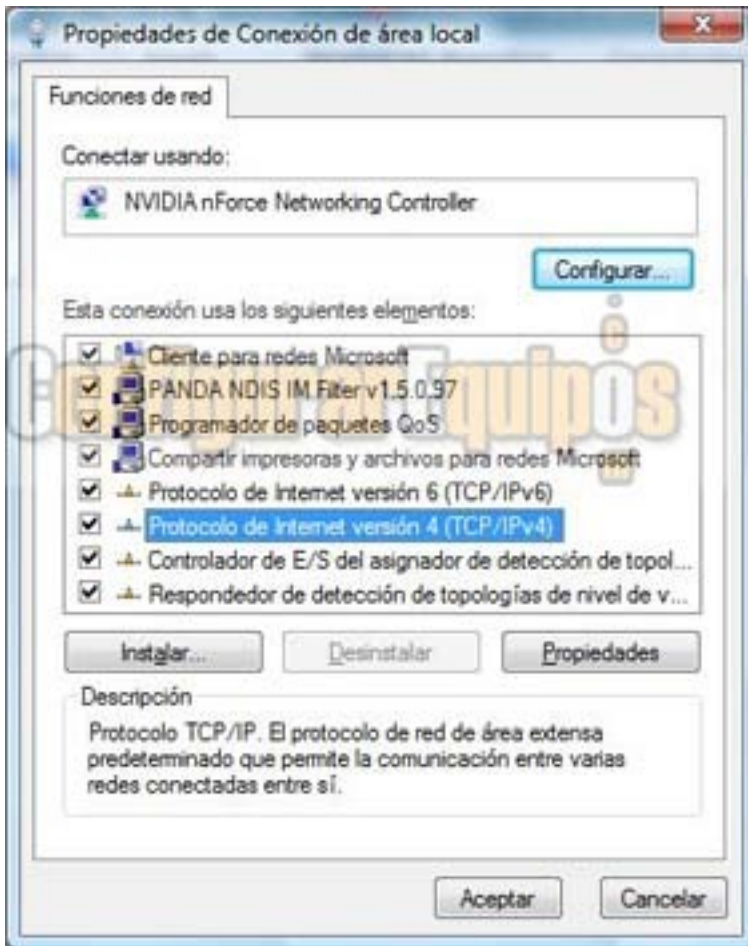 Propiedades de Conexión de área local
Funciones de red
Conectar usando:
NVIDIA nForce Networking Controller
Configurar...
Esta conexión usa los siguientes elementos:
Cliente para redes Microsoft
PANDA NDIS IM Filter v1.5.0.97
Programador de paquetes QoS
Compartir impresoras y archivos para redes Microsoft
Protocolo de Internet versión 6 (TCP/IPv6)
Protocolo de Internet versión 4 (TCP/IPv4)
Controlador de E/S del asignador de detección de topol...
Respondedor de detección de topologías de nivel de v...
Instalar...
Desinstalar
Propiedades
Descripción
Protocolo TCP/IP. El protocolo de red de área extensa
predeterminado que permite la comunicación entre varias
redes conectadas entre sí.
Aceptar
Cancelar
Configurar Equipos